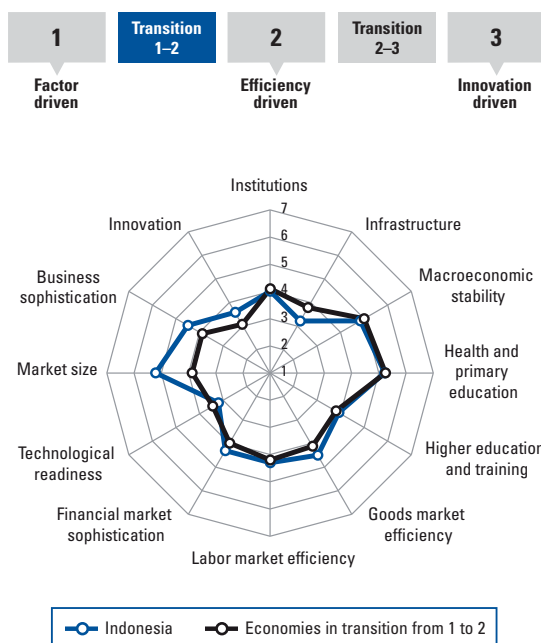 1
Transition
1–2
2
Transition
2–3
3
Factor
driven
Efficiency
driven
Innovation
driven
Institutions
7
6
5
4
3
2
1
Innovation
Infrastructure
Business
sophistication
Macroeconomic
stability
Market size
Health and
primary
education
Technological
readiness
Higher education
and training
Financial market
sophistication
Goods market
efficiency
Labor market efficiency
Indonesia
Economies in transition from 1 to 2